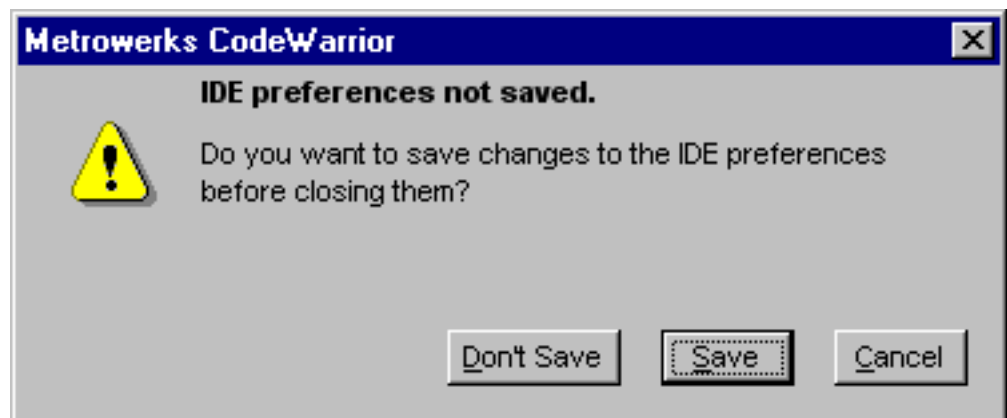 Metrowerks CodeWarrior
IDE preferences not saved.
Do you want to save changes to the IDE preferences
before closing them?
Don't Save Save Cancel